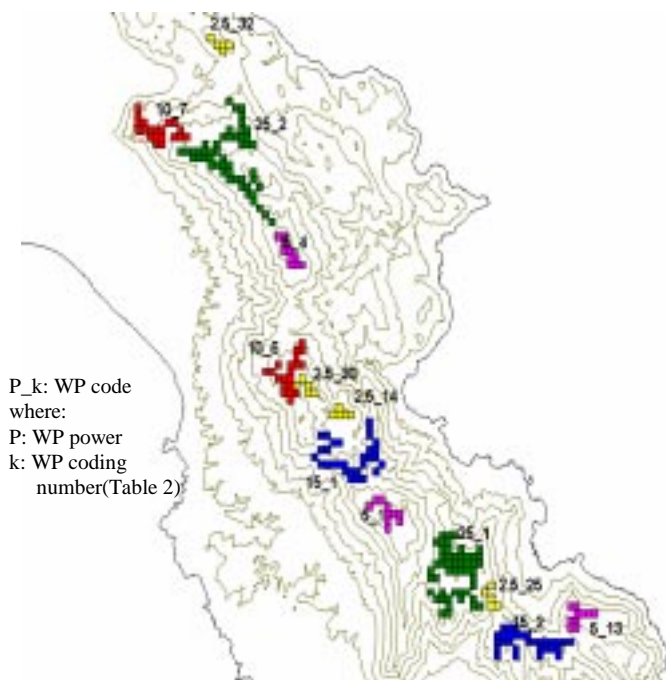 2.5_32
10_7
25_2
10_6
2.5_30
2.5_14
P_k: WP code
where:
P: WP power
k: WP coding
number(Table 2)
15_1
25_1
2.5_25
15_2
5_13